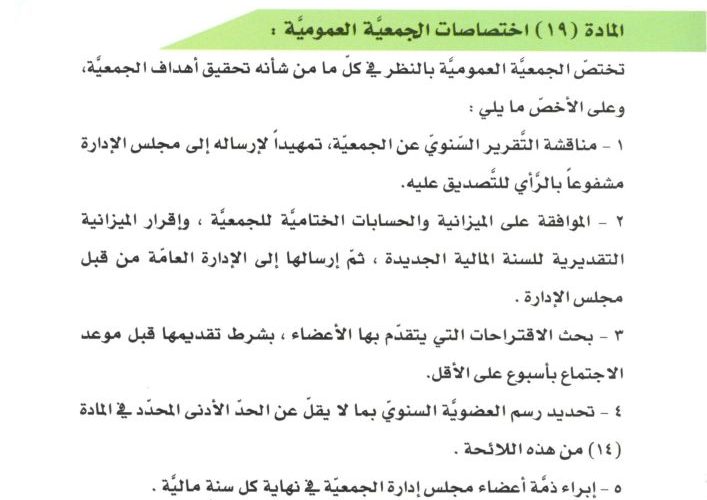 المادة (١٩) اختصاصات الجمعيَّة العموميَّة :
تختصّ الجمعيَّة العموميَّة بالنظر في كلّ ما من شأنه تحقيق أهداف الجمعيَّة،
وعلى الأخصّ ما يلي :
١ - مناقشة التَّقرير السّنويّ عن الجمعيّة، تمهيداً لإرساله إلى مجلس الإدارة
مشفوعاً بالرَّأي للتَّصديق عليه.
٢ - الموافقة على الميزانية والحسابات الختاميَّة للجمعيَّة ، وإقرار الميزانية
التقديرية للسنة المالية الجديدة ، ثمّ إرسالها إلى الإدارة العامّة من قبل
مجلس الإدارة .
٣ - بحث الاقتراحات التي يتقدّم بها الأعضاء ، بشرط تقديمها قبل موعد
الاجتماع بأسبوع على الأقل.
٤ - تحديد رسم العضويَّة السنويّ بما لا يقلّ عن الحدّ الأدنى المحدّد في المادة
(١٤) من هذه اللائحة .
٥ - إبراء ذمَّة أعضاء مجلس إدارة الجمعيّة في نهاية كل سنة ماليَّة .